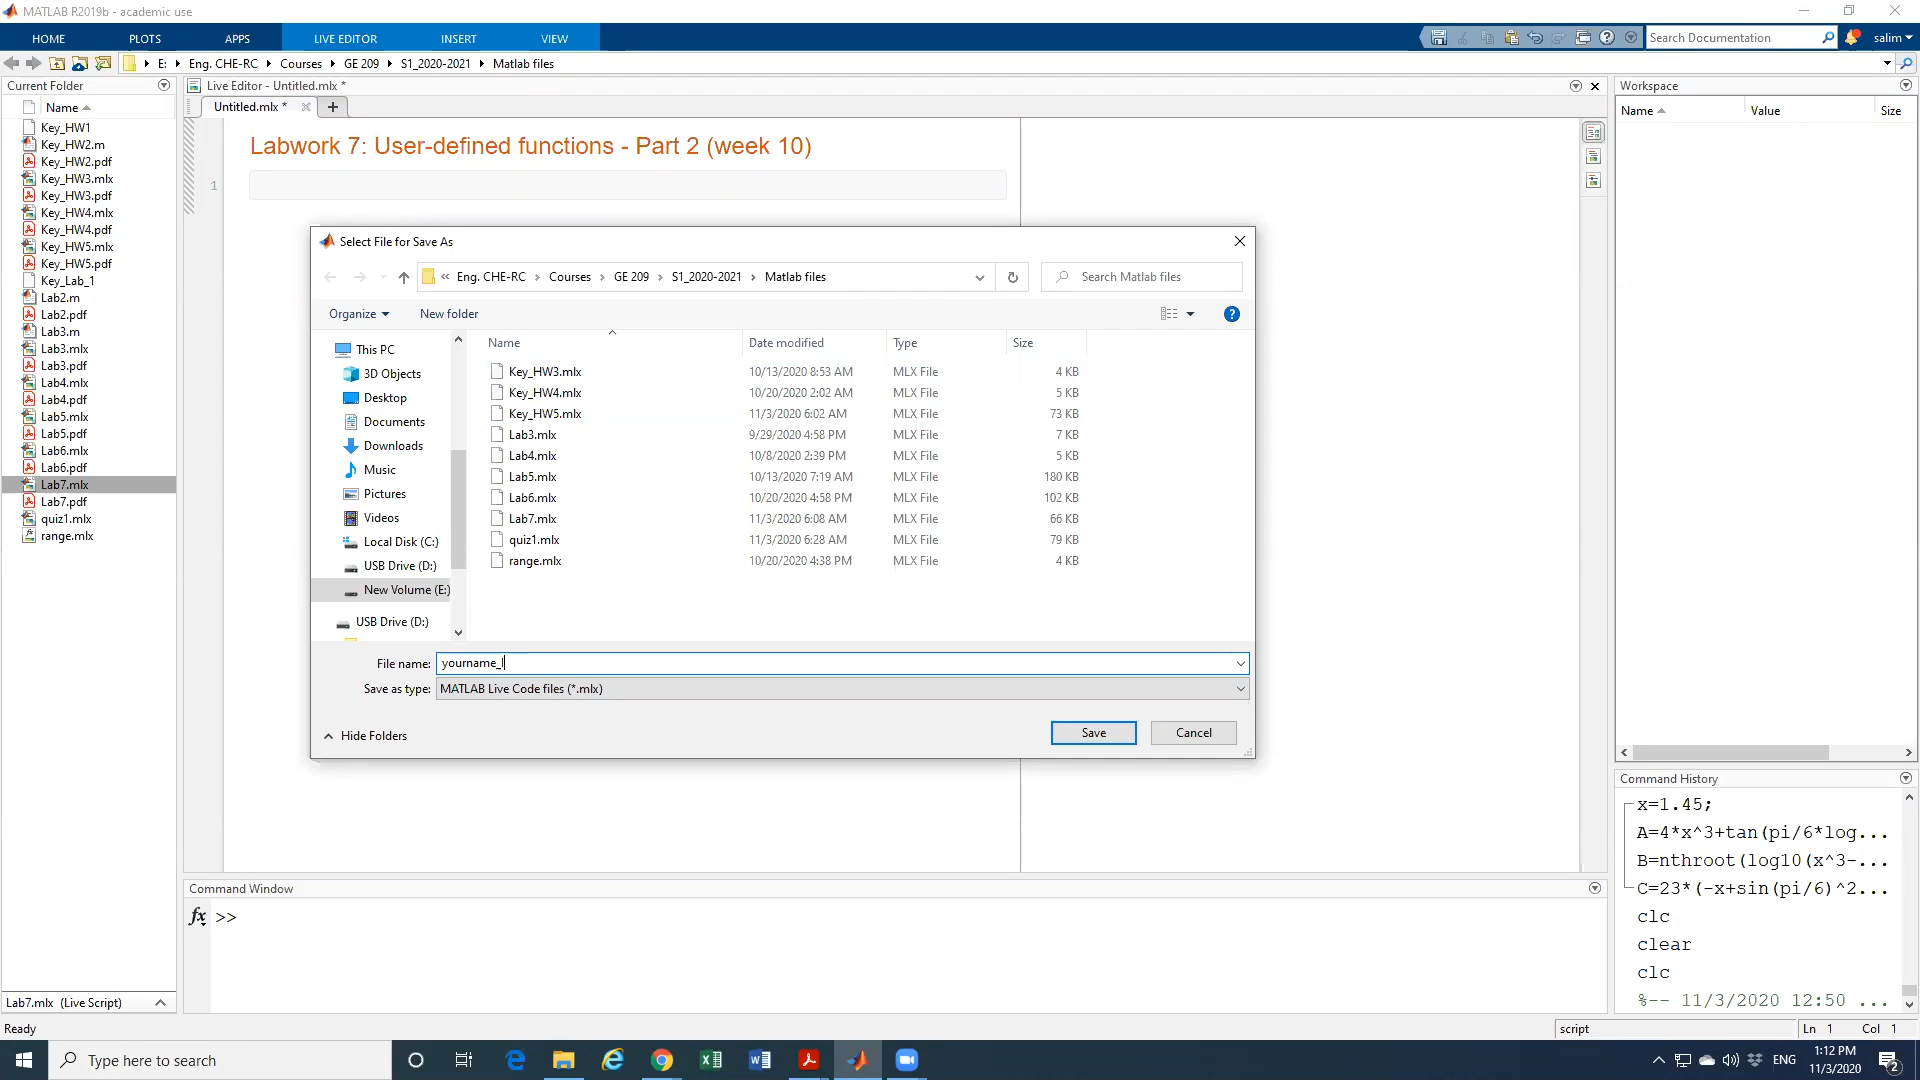 MATLAB R2019b - academic use
HOME PLOTS APPS LIVE EDITOR INSERT VIEW Search Documentation salim
E: Eng. CHE-RC Courses GE 209 S1_2020-2021 Matlab files
Current Folder
Name
Key_HW1
Key_HW2.m
Key_HW2.pdf
Key_HW3.mlx
Key_HW3.pdf
Key_HW4.mlx
Key_HW4.pdf
Key_HW5.mlx
Key_HW5.pdf
Key_Lab_1
Lab2.m
Lab2.pdf
Lab3.m
Lab3.mlx
Lab3.pdf
Lab4.mlx
Lab4.pdf
Lab5.mlx
Lab5.pdf
Lab6.mlx
Lab6.pdf
Lab7.mlx
Lab7.pdf
quiz1.mlx
range.mlx
Lab7.mlx (Live Script)
Live Editor - Untitled.mlx *
Untitled.mlx *
Labwork 7: User-defined functions - Part 2 (week 10)
1
Select File for Save As
« Eng. CHE-RC Courses GE 209 S1_2020-2021 Matlab files
Search Matlab files
Organize New folder
This PC
3D Objects
Desktop
Documents
Downloads
Music
Pictures
Videos
Local Disk (C:)
USB Drive (D:)
New Volume (E:)
USB Drive (D:)
Name Date modified Type Size
Key_HW3.mlx 10/13/2020 8:53 AM MLX File 4 KB
Key_HW4.mlx 10/20/2020 2:02 AM MLX File 5 KB
Key_HW5.mlx 11/3/2020 6:02 AM MLX File 73 KB
Lab3.mlx 9/29/2020 4:58 PM MLX File 7 KB
Lab4.mlx 10/8/2020 2:39 PM MLX File 5 KB
Lab5.mlx 10/13/2020 7:19 AM MLX File 180 KB
Lab6.mlx 10/20/2020 4:58 PM MLX File 102 KB
Lab7.mlx 11/3/2020 6:08 AM MLX File 66 KB
quiz1.mlx 11/3/2020 6:28 AM MLX File 79 KB
range.mlx 10/20/2020 4:38 PM MLX File 4 KB
File name: yourname_l
Save as type: MATLAB Live Code files (*.mlx)
Hide Folders
Save Cancel
Command Window
fx >>
Workspace
Name Value Size
Command History
x=1.45;
A=4*x^3+tan(pi/6*log...
B=nthroot(log10(x^3-...
C=23*(-x+sin(pi/6)^2...
clc
clear
clc
%-- 11/3/2020 12:50 ...
Ready
script Ln 1 Col 1
Type here to search
ENG
1:12 PM
11/3/2020
2